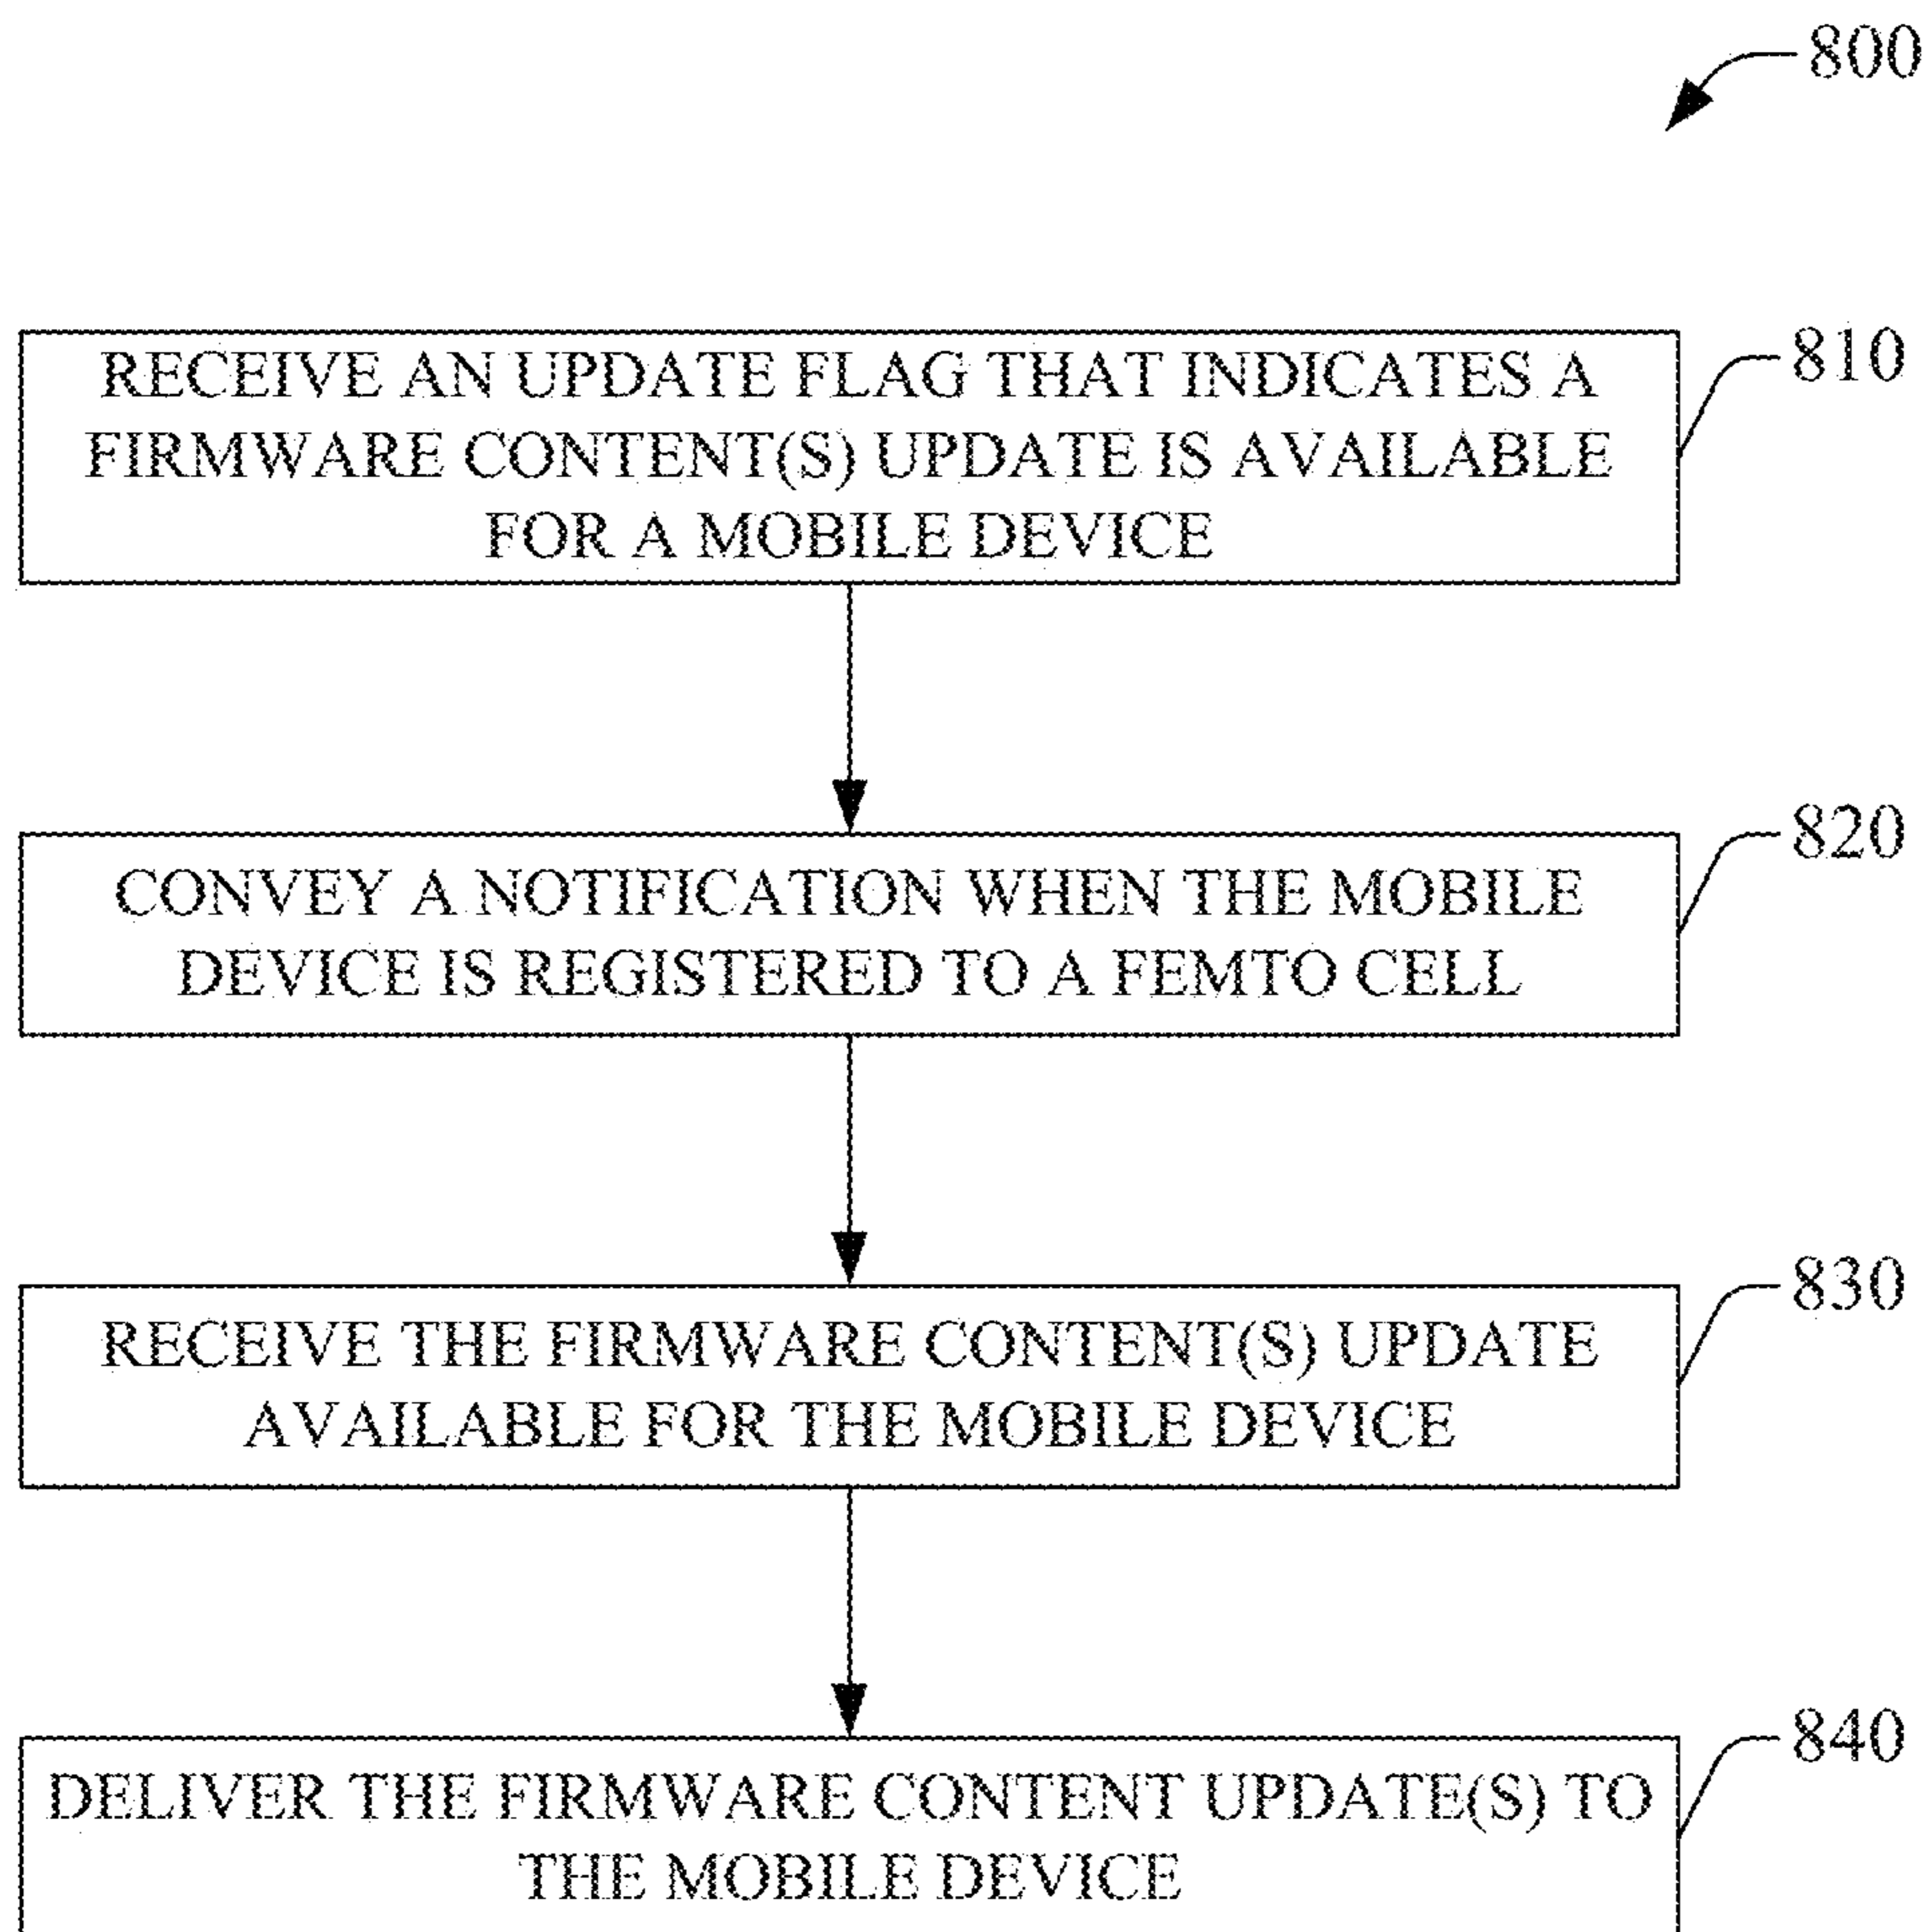 800
RECEIVE AN UPDATE FLAG THAT INDICATES A
FIRMWARE CONTENT(S) UPDATE IS AVAILABLE
FOR A MOBILE DEVICE
810
CONVEY A NOTIFICATION WHEN THE MOBILE
DEVICE IS REGISTERED TO A FEMTO CELL
820
RECEIVE THE FIRMWARE CONTENT(S) UPDATE
AVAILABLE FOR THE MOBILE DEVICE
830
DELIVER THE FIRMWARE CONTENT UPDATE(S) TO
THE MOBILE DEVICE
840